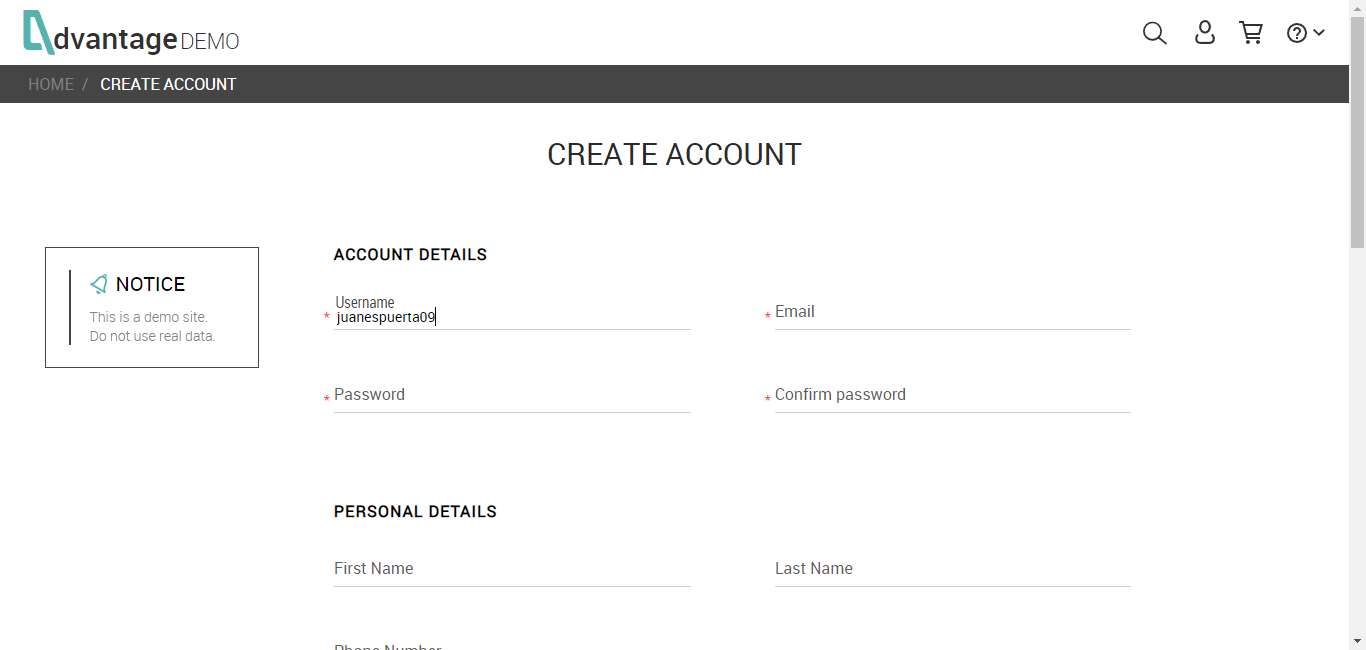 dvantage DEMO
HOME / CREATE ACCOUNT
CREATE ACCOUNT
NOTICE
This is a demo site.
Do not use real data.
ACCOUNT DETAILS
Username
* juanespuerta09
* Email
* Password
* Confirm password
PERSONAL DETAILS
First Name
Last Name
Phone Number